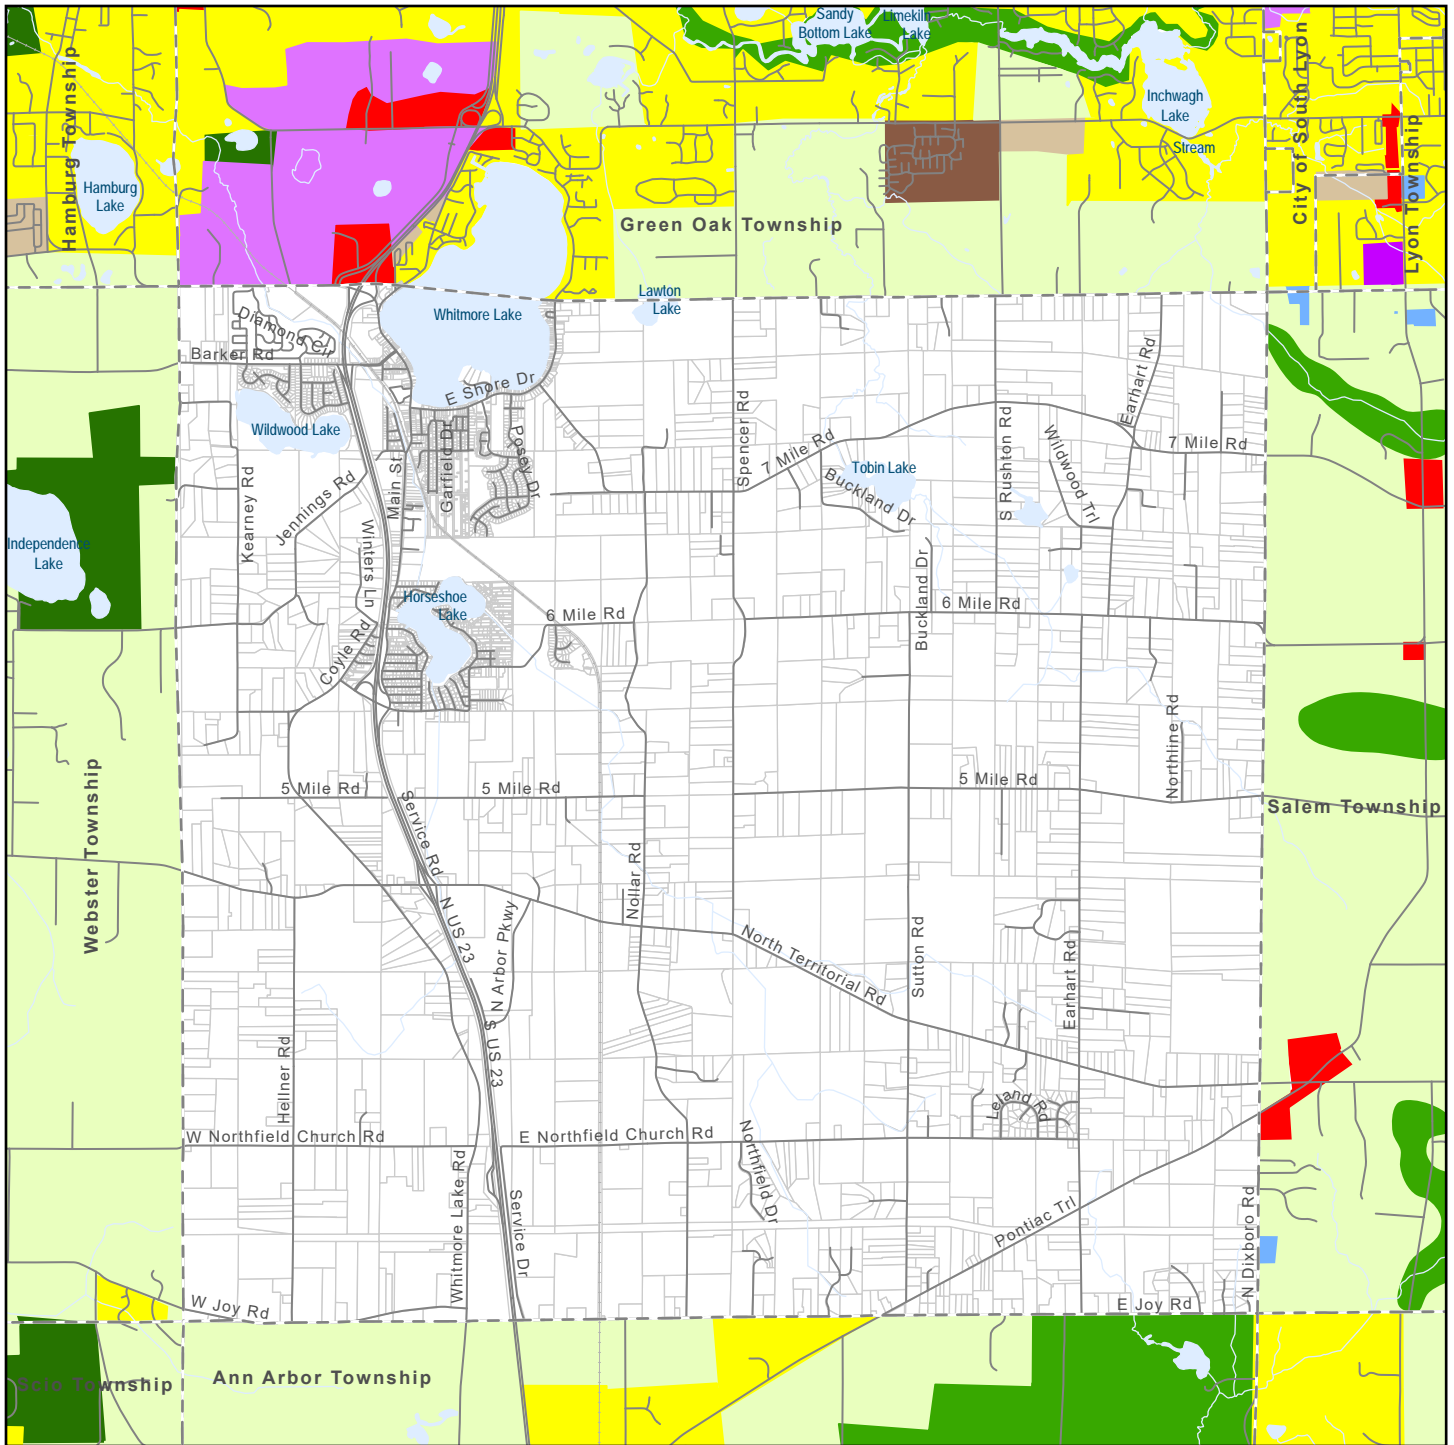 Sandy
Bottom Lake
Limekiln
Lake
Hamburg Township
City of South Lyon
Lyon Township
Inchwagh
Lake
Stream
Hamburg
Lake
Green Oak Township
Lawton
Lake
Whitmore Lake
Diamond Cir
Barker Rd
E Shore Dr
Earhart Rd
Wildwood Lake
Spencer Rd
7 Mile Rd
S Rushton Rd
Wildwood Trl
7 Mile Rd
Kearney Rd
Jennings Rd
Main St
Garfield Dr
Posey Dr
Tobin Lake
Buckland Dr
Independence
Lake
Winters Ln
Horseshoe
Lake
6 Mile Rd
Buckland Dr
6 Mile Rd
Coyle Rd
Northline Rd
Webster Township
5 Mile Rd
5 Mile Rd
5 Mile Rd
Salem Township
Service Rd
Nollar Rd
N US 23
N Arbor Pkwy
North Territorial Rd
Sutton Rd
Earhart Rd
S US 23
Hellner Rd
Leland Rd
W Northfield Church Rd
E Northfield Church Rd
Northfield Dr
Whitmore Lake Rd
Service Dr
Pontiac Trl
N Dixboro Rd
W Joy Rd
E Joy Rd
Scio Township
Ann Arbor Township